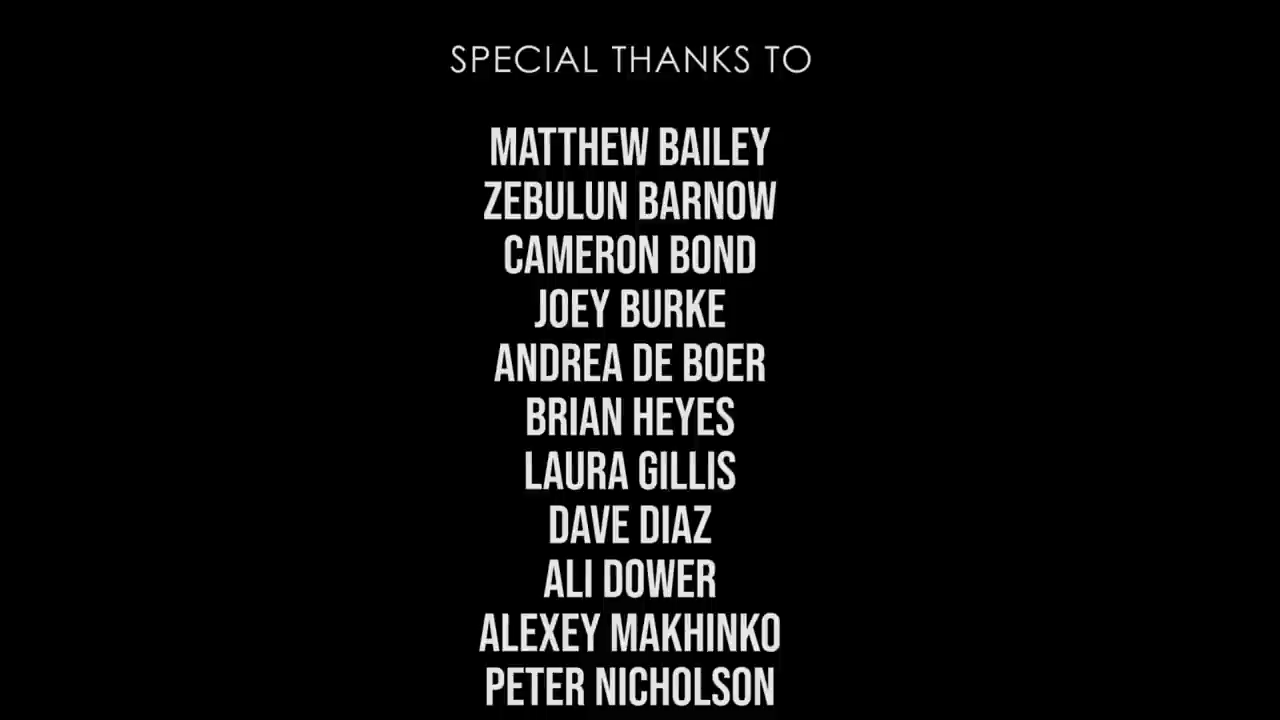 SPECIAL THANKS TO
MATTHEW BAILEY
ZEBULUN BARNOW
CAMERON BOND
JOEY BURKE
ANDREA DE BOER
BRIAN HEYES
LAURA GILLIS
DAVE DIAZ
ALI DOWER
ALEXEY MAKHINKO
PETER NICHOLSON